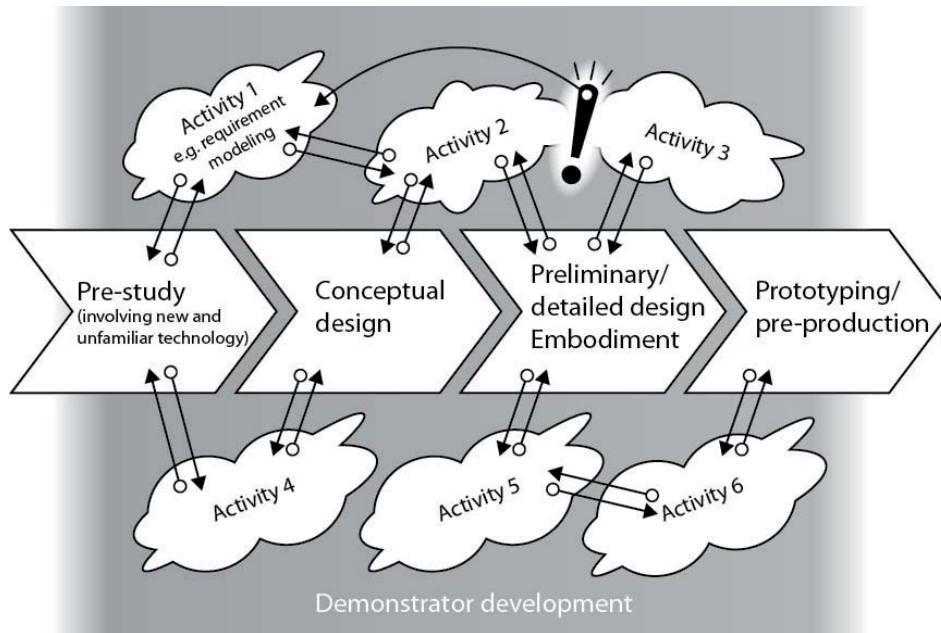 Activity 1
e.g. requirement
modeling
Activity 2
Activity 3
Pre-study
(involving new and
unfamiliar technology)
Conceptual
design
Preliminary/
detailed design
Embodiment
Prototyping/
pre-production
Activity 4
Activity 5
Activity 6
Demonstrator development